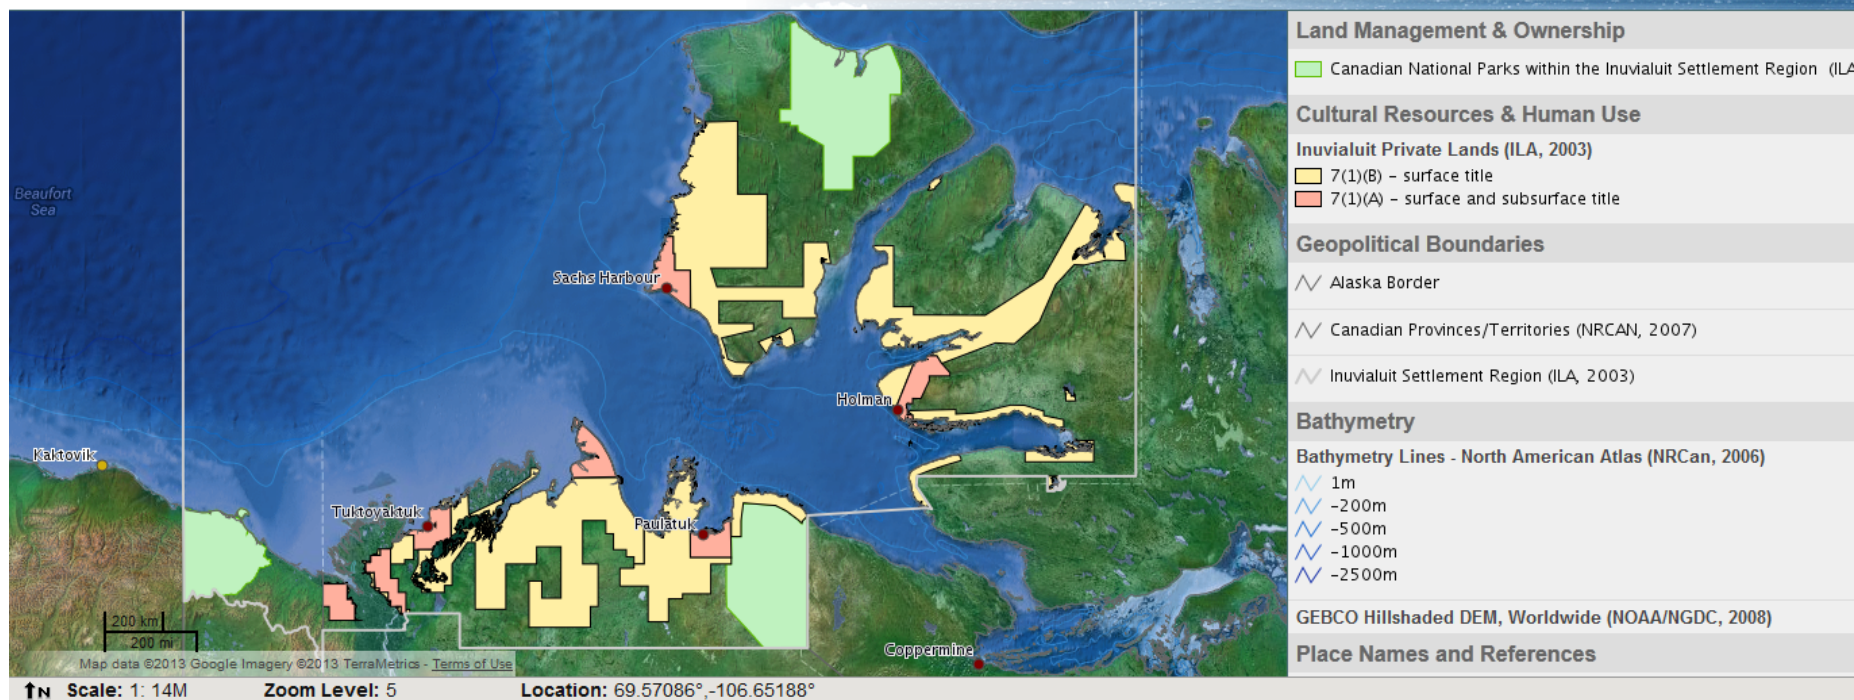 Beaufort
Sea
Sachs Harbour
Holman
Kaktovik
Tuktoyaktuk
Paulatuk
Coppermine
200 km
200 mi
Map data ©2013 Google Imagery ©2013 TerraMetrics - Terms of Use
N Scale: 1: 14M Zoom Level: 5 Location: 69.57086°,-106.65188°
Land Management & Ownership
Canadian National Parks within the Inuvialuit Settlement Region (ILA
Cultural Resources & Human Use
Inuvialuit Private Lands (ILA, 2003)
7(1)(B) - surface title
7(1)(A) - surface and subsurface title
Geopolitical Boundaries
Alaska Border
Canadian Provinces/Territories (NRCAN, 2007)
Inuvialuit Settlement Region (ILA, 2003)
Bathymetry
Bathymetry Lines - North American Atlas (NRCan, 2006)
1m
-200m
-500m
-1000m
-2500m
GEBCO Hillshaded DEM, Worldwide (NOAA/NGDC, 2008)
Place Names and References